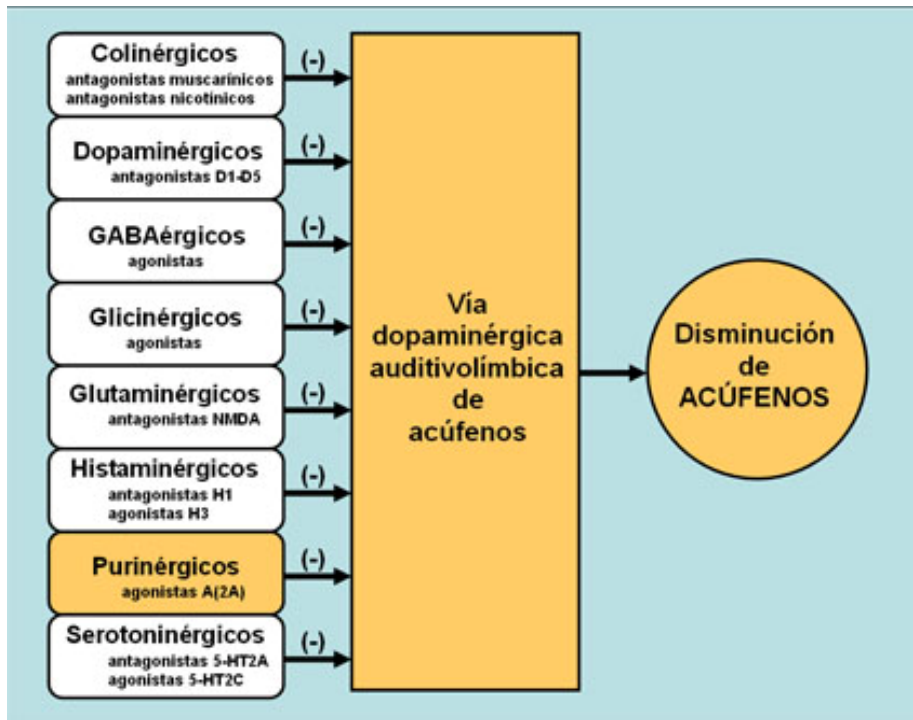 Colinérgicos
antagonistas muscarínicos
antagonistas nicotínicos
(-)
Dopaminérgicos
antagonistas D1-D5
(-)
GABAérgicos
agonistas
(-)
Glicinérgicos
agonistas
(-)
Glutaminérgicos
antagonistas NMDA
(-)
Histaminérgicos
antagonistas H1
agonistas H3
(-)
Purinérgicos
agonistas A(2A)
(-)
Serotoninérgicos
antagonistas 5-HT2A
agonistas 5-HT2C
(-)
Vía
dopaminérgica
auditivolímbica
de
acúfenos
Disminución
de
ACÚFENOS